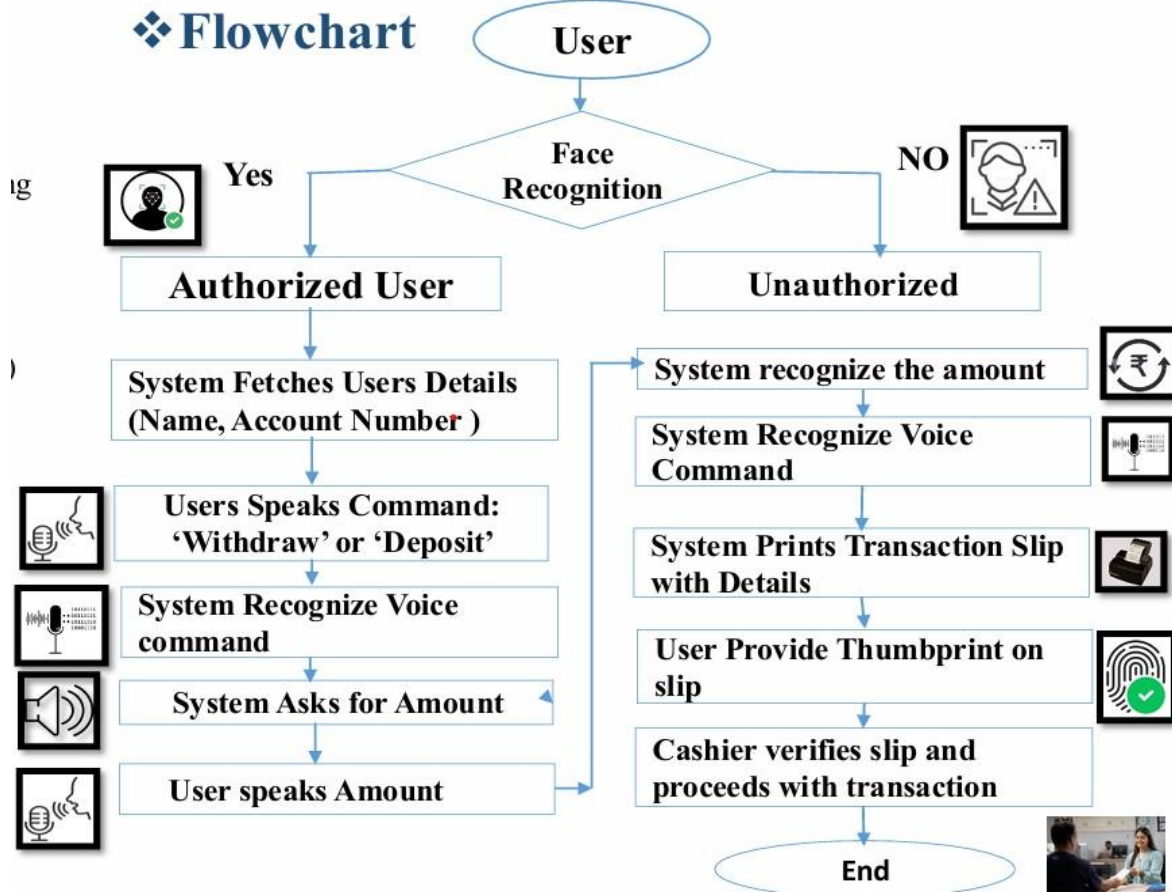 ❖Flowchart
User
Face
Recognition
Yes
NO
ng
)
Authorized User
Unauthorized
System Fetches Users Details
(Name, Account Number )
Users Speaks Command:
‘Withdraw’ or ‘Deposit’
System Recognize Voice
command
System Asks for Amount
User speaks Amount
System recognize the amount
₹
System Recognize Voice
Command
System Prints Transaction Slip
with Details
User Provide Thumbprint on
slip
Cashier verifies slip and
proceeds with transaction
End